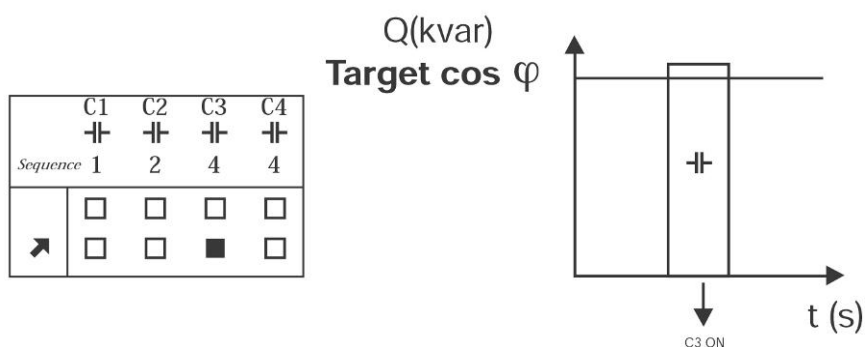 Q(kvar)
Target cos φ
C1 C2 C3 C4
Sequence 1 2 4 4
t (s)
C3 ON